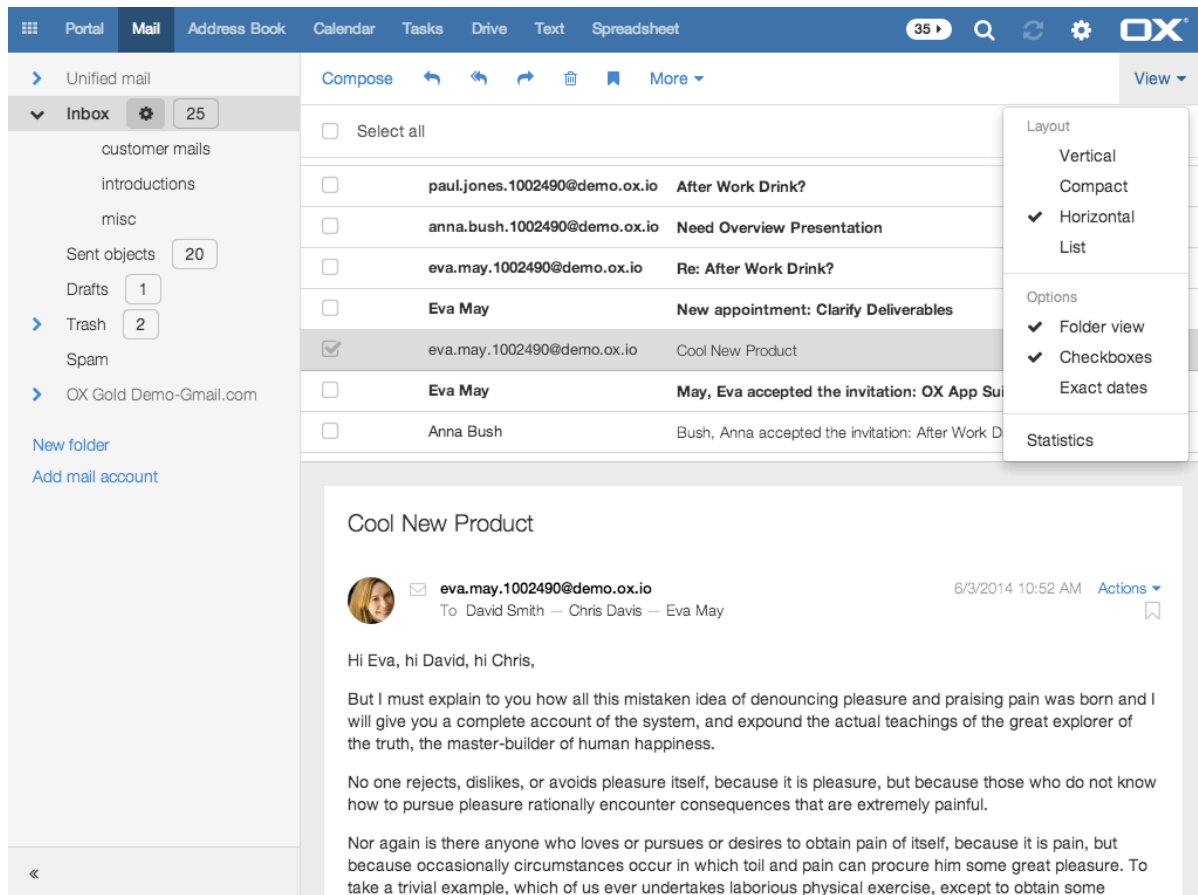 Portal Mail Address Book Calendar Tasks Drive Text Spreadsheet 35 OX
Unified mail
Inbox 25
customer mails
introductions
misc
Sent objects 20
Drafts 1
Trash 2
Spam
OX Gold Demo-Gmail.com
New folder
Add mail account
«
Compose More View
Select all
paul.jones.1002490@demo.ox.io After Work Drink?
anna.bush.1002490@demo.ox.io Need Overview Presentation
eva.may.1002490@demo.ox.io Re: After Work Drink?
Eva May New appointment: Clarify Deliverables
eva.may.1002490@demo.ox.io Cool New Product
Eva May May, Eva accepted the invitation: OX App Sui
Anna Bush Bush, Anna accepted the invitation: After Work D
Layout
Vertical
Compact
Horizontal
List
Options
Folder view
Checkboxes
Exact dates
Statistics
Cool New Product
eva.may.1002490@demo.ox.io 6/3/2014 10:52 AM Actions
To David Smith — Chris Davis — Eva May
Hi Eva, hi David, hi Chris,
But I must explain to you how all this mistaken idea of denouncing pleasure and praising pain was born and I
will give you a complete account of the system, and expound the actual teachings of the great explorer of
the truth, the master-builder of human happiness.
No one rejects, dislikes, or avoids pleasure itself, because it is pleasure, but because those who do not know
how to pursue pleasure rationally encounter consequences that are extremely painful.
Nor again is there anyone who loves or pursues or desires to obtain pain of itself, because it is pain, but
because occasionally circumstances occur in which toil and pain can procure him some great pleasure. To
take a trivial example, which of us ever undertakes laborious physical exercise, except to obtain some